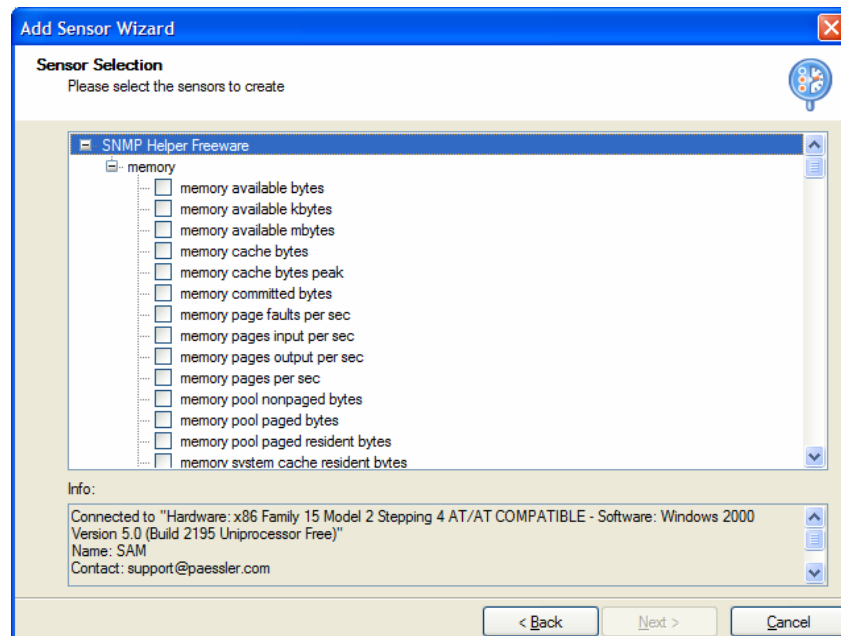 Add Sensor Wizard
Sensor Selection
Please select the sensors to create
SNMP Helper Freeware
memory
memory available bytes
memory available kbytes
memory available mbytes
memory cache bytes
memory cache bytes peak
memory committed bytes
memory page faults per sec
memory pages input per sec
memory pages output per sec
memory pages per sec
memory pool nonpaged bytes
memory pool paged bytes
memory pool paged resident bytes
memory system cache resident bytes
Info:
Connected to "Hardware: x86 Family 15 Model 2 Stepping 4 AT/AT COMPATIBLE - Software: Windows 2000
Version 5.0 (Build 2195 Uniprocessor Free)"
Name: SAM
Contact: support@paessler.com
< Back Next > Cancel